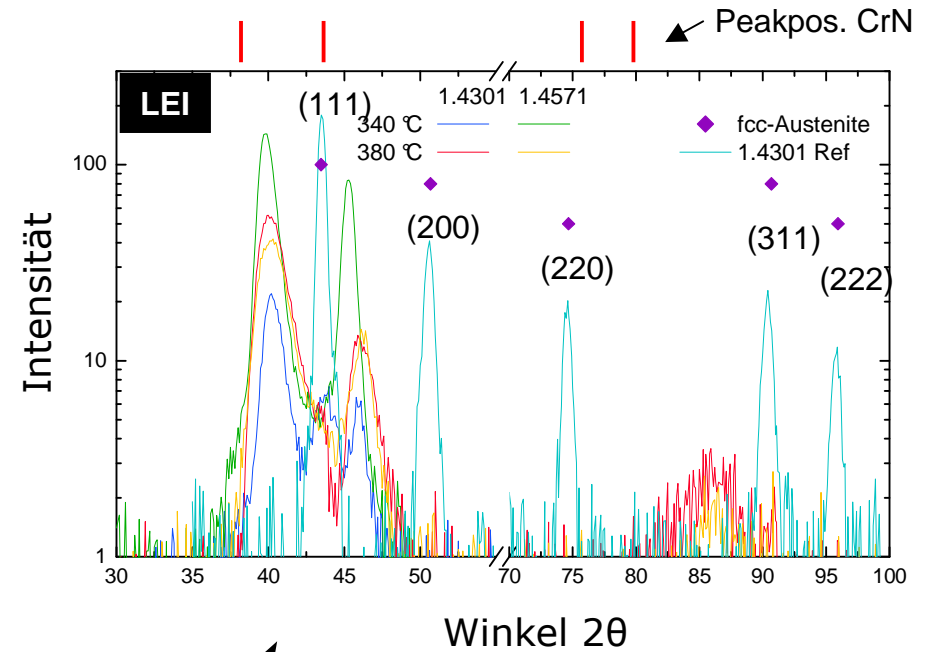 Peakpos. CrN
LEI
(111)
1.4301 1.4571
340 °C
380 °C
fcc-Austenite
1.4301 Ref
(200)
(220)
(311)
(222)
Intensität
100
10
1
30 35 40 45 50 70 75 80 85 90 95 100
Winkel 2θ